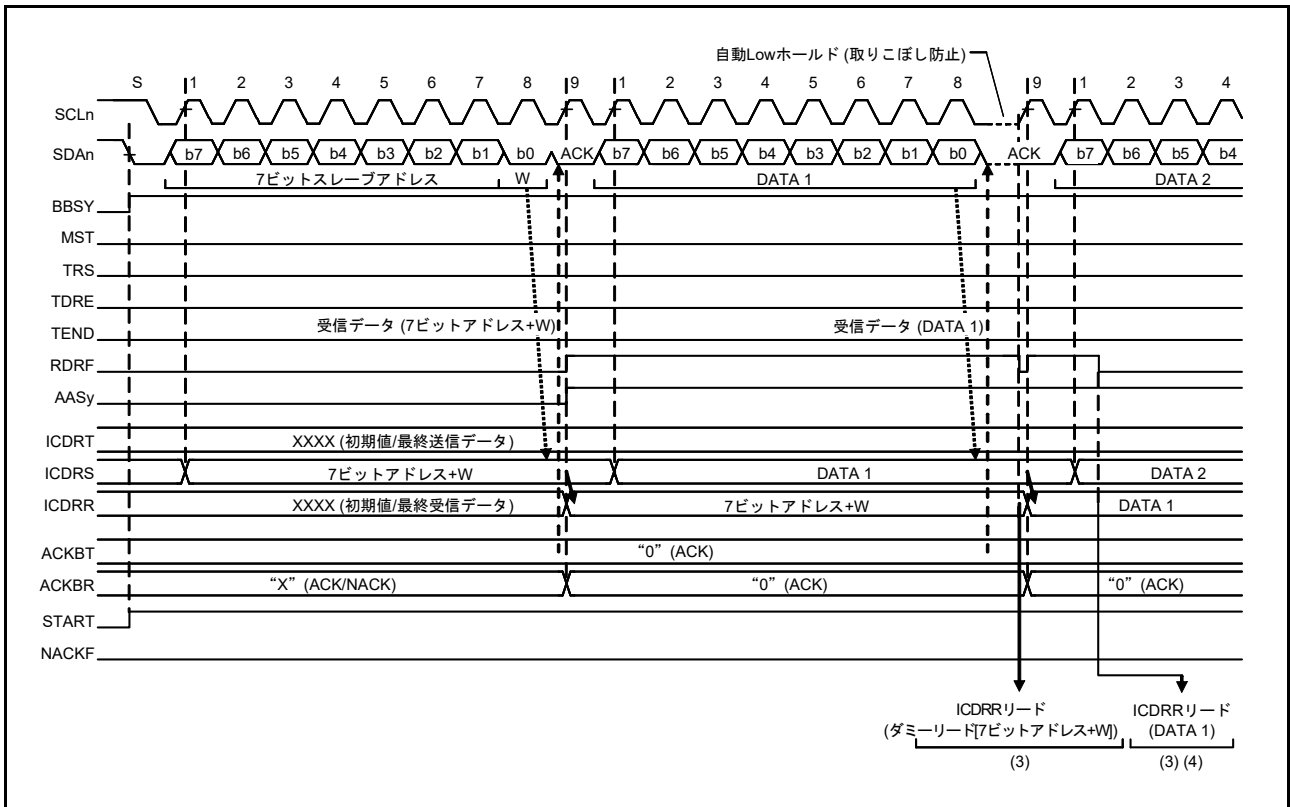 自動Lowホールド (取りこぼし防止)
S 1 2 3 4 5 6 7 8 9 1 2 3 4 5 6 7 8 9 1 2 3 4
SCLn
SDAn b7 b6 b5 b4 b3 b2 b1 b0 ACK b7 b6 b5 b4 b3 b2 b1 b0 ACK b7 b6 b5 b4
7ビットスレーブアドレス W DATA 1 DATA 2
BBSY
MST
TRS
TDRE
TEND
受信データ (7ビットアドレス+W) 受信データ (DATA 1)
RDRF
AASy
ICDRT XXXX (初期値/最終送信データ)
ICDRS 7ビットアドレス+W DATA 1 DATA 2
ICDRR XXXX (初期値/最終受信データ) 7ビットアドレス+W DATA 1
ACKBT “0” (ACK)
ACKBR “X” (ACK/NACK) “0” (ACK) “0” (ACK)
START
NACKF
ICDRRリード ICDRRリード
(ダミーリード[7ビットアドレス+W]) (DATA 1)
(3) (3) (4)